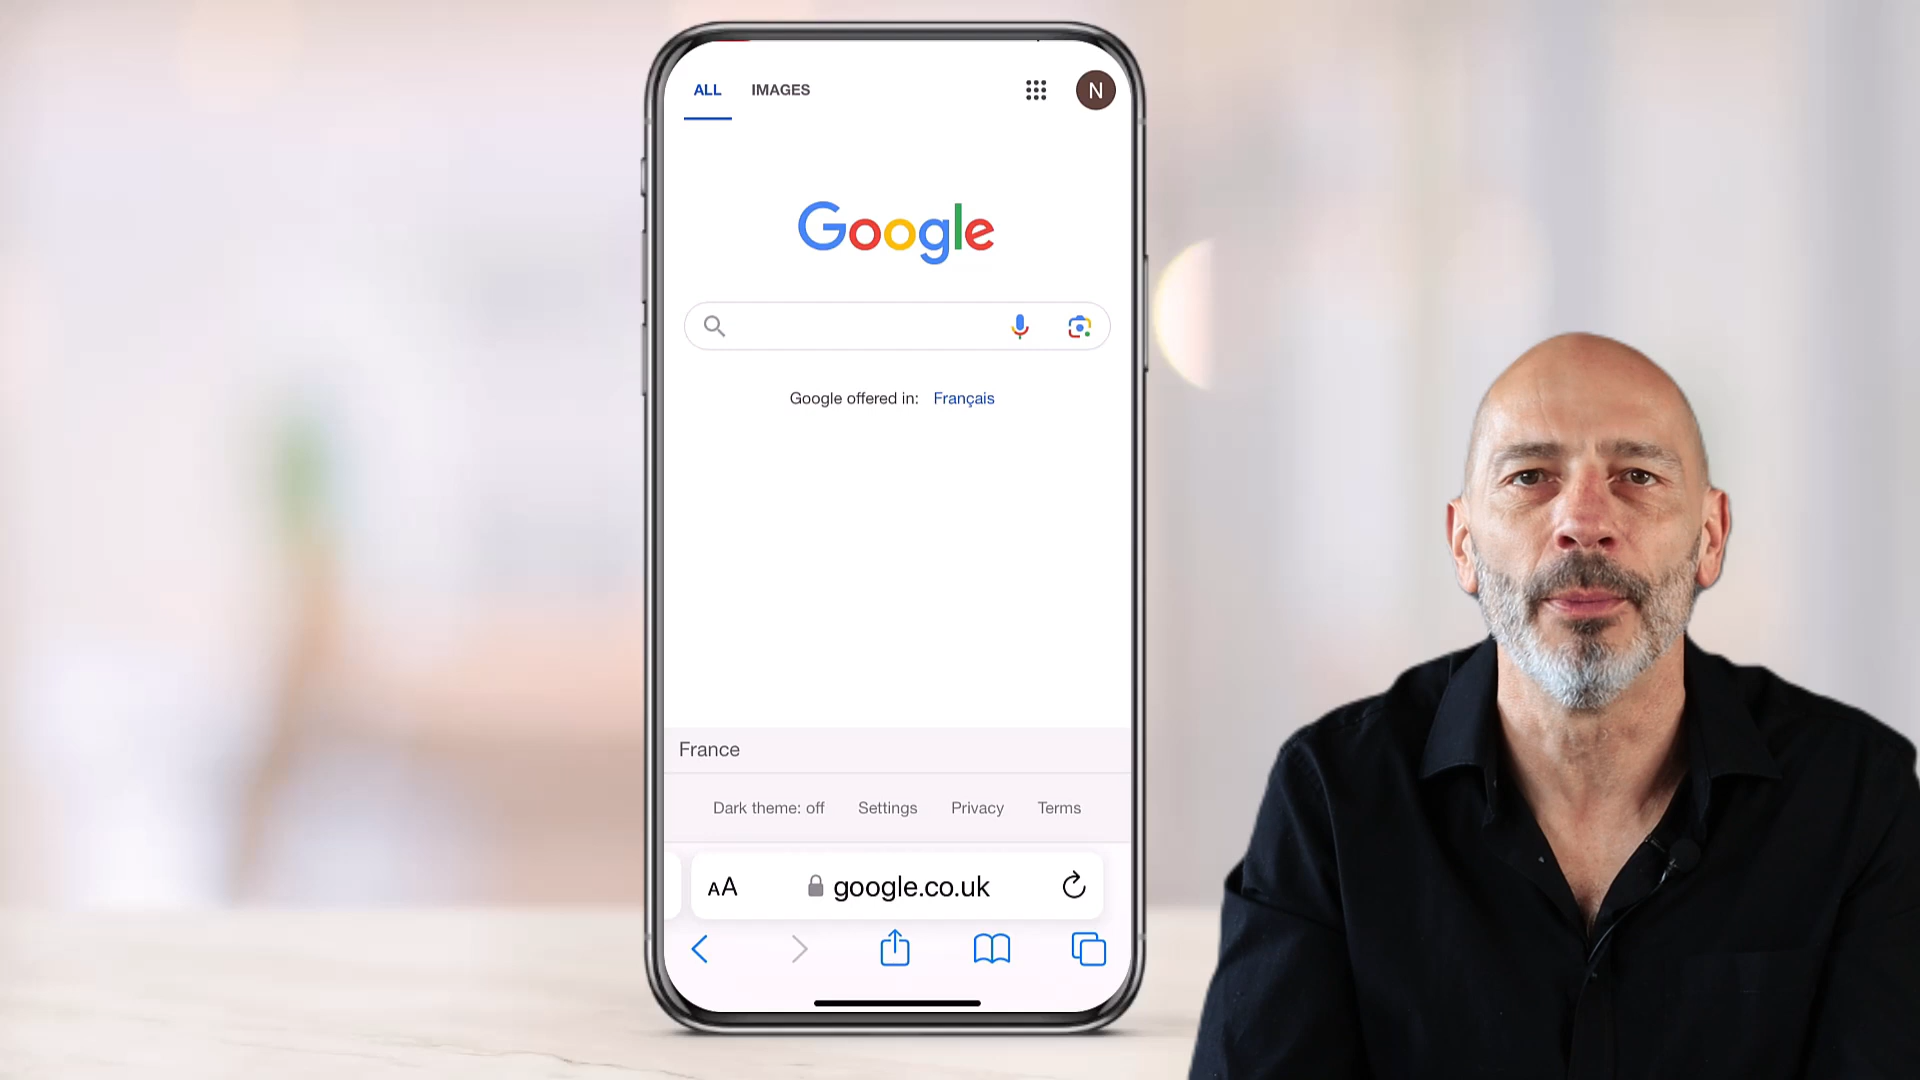 ALL IMAGES N
Google
Google offered in: Français
France
Dark theme: off Settings Privacy Terms
AA google.co.uk